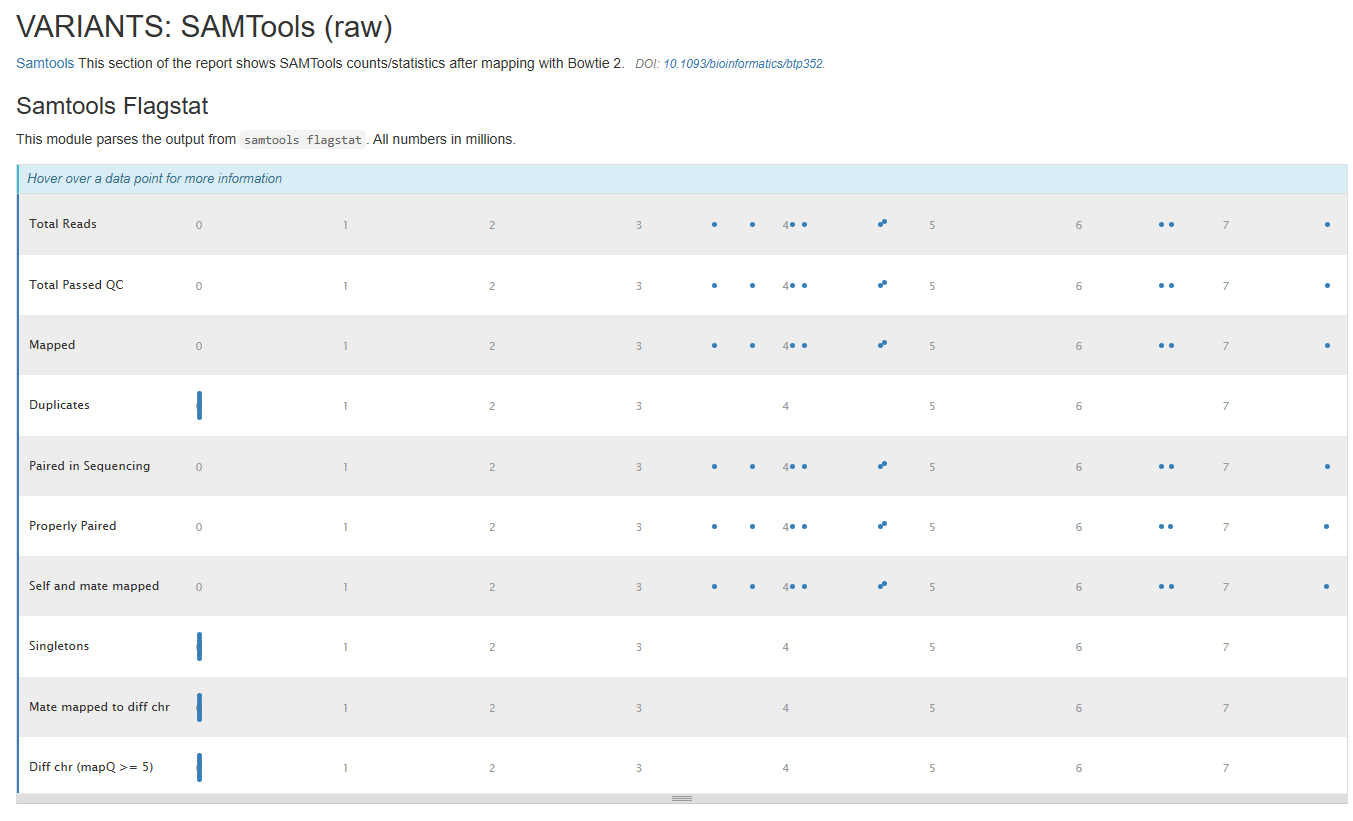 VARIANTS: SAMTools (raw)
Samtools This section of the report shows SAMTools counts/statistics after mapping with Bowtie 2. DOI: 10.1093/bioinformatics/btp352.
Samtools Flagstat
This module parses the output from samtools flagstat. All numbers in millions.
Hover over a data point for more information
Total Reads 0 1 2 3 4 5 6 7
Total Passed QC 0 1 2 3 4 5 6 7
Mapped 0 1 2 3 4 5 6 7
Duplicates 1 2 3 4 5 6 7
Paired in Sequencing 0 1 2 3 4 5 6 7
Properly Paired 0 1 2 3 4 5 6 7
Self and mate mapped 0 1 2 3 4 5 6 7
Singletons 1 2 3 4 5 6 7
Mate mapped to diff chr 1 2 3 4 5 6 7
Diff chr (mapQ >= 5) 1 2 3 4 5 6 7